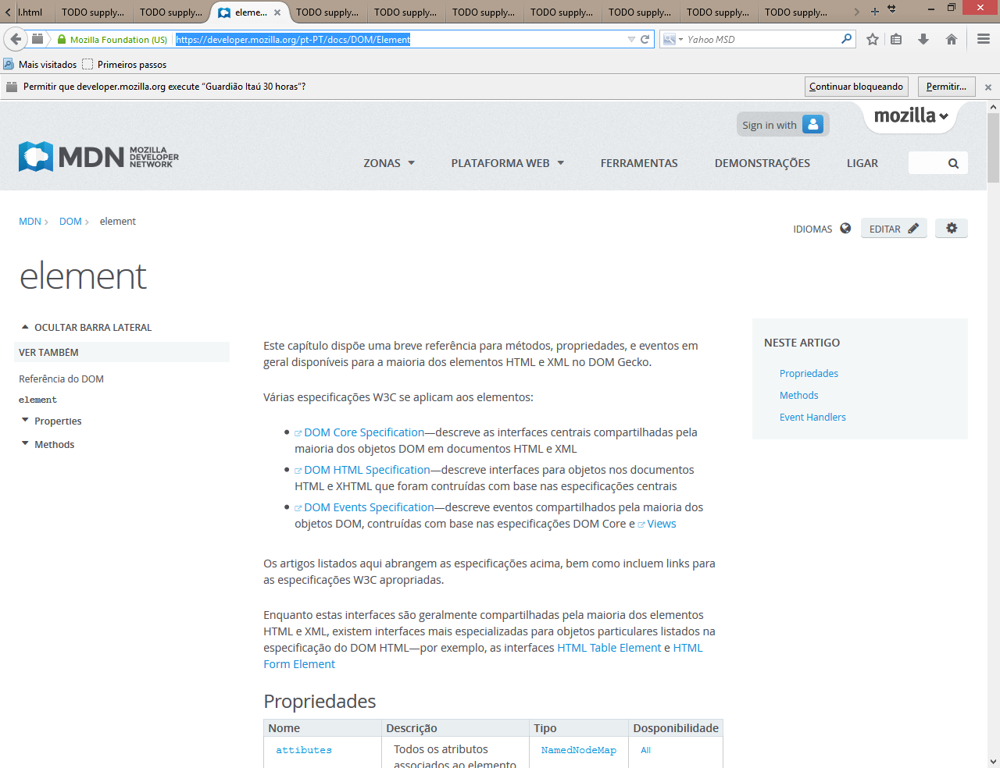 l.html TODO supply... TODO supply... eleme... TODO supply... TODO supply... TODO supply... TODO supply... TODO supply... TODO supply... TODO supply...
Mozilla Foundation (US) https://developer.mozilla.org/pt-PT/docs/DOM/Element Yahoo MSD
Mais visitados Primeiros passos
Permitir que developer.mozilla.org execute “Guardião Itaú 30 horas”? Continuar bloqueando Permitir...
Sign in with mozilla
MDN MOZILLA
DEVELOPER
NETWORK
ZONAS PLATAFORMA WEB FERRAMENTAS DEMONSTRAÇÕES LIGAR
MDN DOM element
IDIOMAS EDITAR
element
OCULTAR BARRA LATERAL
VER TAMBÉM
Referência do DOM
element
Properties
Methods
Este capítulo dispõe uma breve referência para métodos, propriedades, e eventos em
geral disponíveis para a maioria dos elementos HTML e XML no DOM Gecko.
Várias especificações W3C se aplicam aos elementos:
• DOM Core Specification—descreve as interfaces centrais compartilhadas pela
maioria dos objetos DOM em documentos HTML e XML
• DOM HTML Specification—descreve interfaces para objetos nos documentos
HTML e XHTML que foram contruídas com base nas especificações centrais
• DOM Events Specification—descreve eventos compartilhados pela maioria dos
objetos DOM, contruídas com base nas especificações DOM Core e Views
Os artigos listados aqui abrangem as especificações acima, bem como incluem links para
as especificações W3C apropriadas.
Enquanto estas interfaces são geralmente compartilhadas pela maioria dos elementos
HTML e XML, existem interfaces mais especializadas para objetos particulares listados na
especificação do DOM HTML—por exemplo, as interfaces HTML Table Element e HTML
Form Element
Propriedades
Nome Descrição Tipo Dosponibilidade
attibutes Todos os atributos NamedNodeMap All
associados ao elemento
NESTE ARTIGO
Propriedades
Methods
Event Handlers